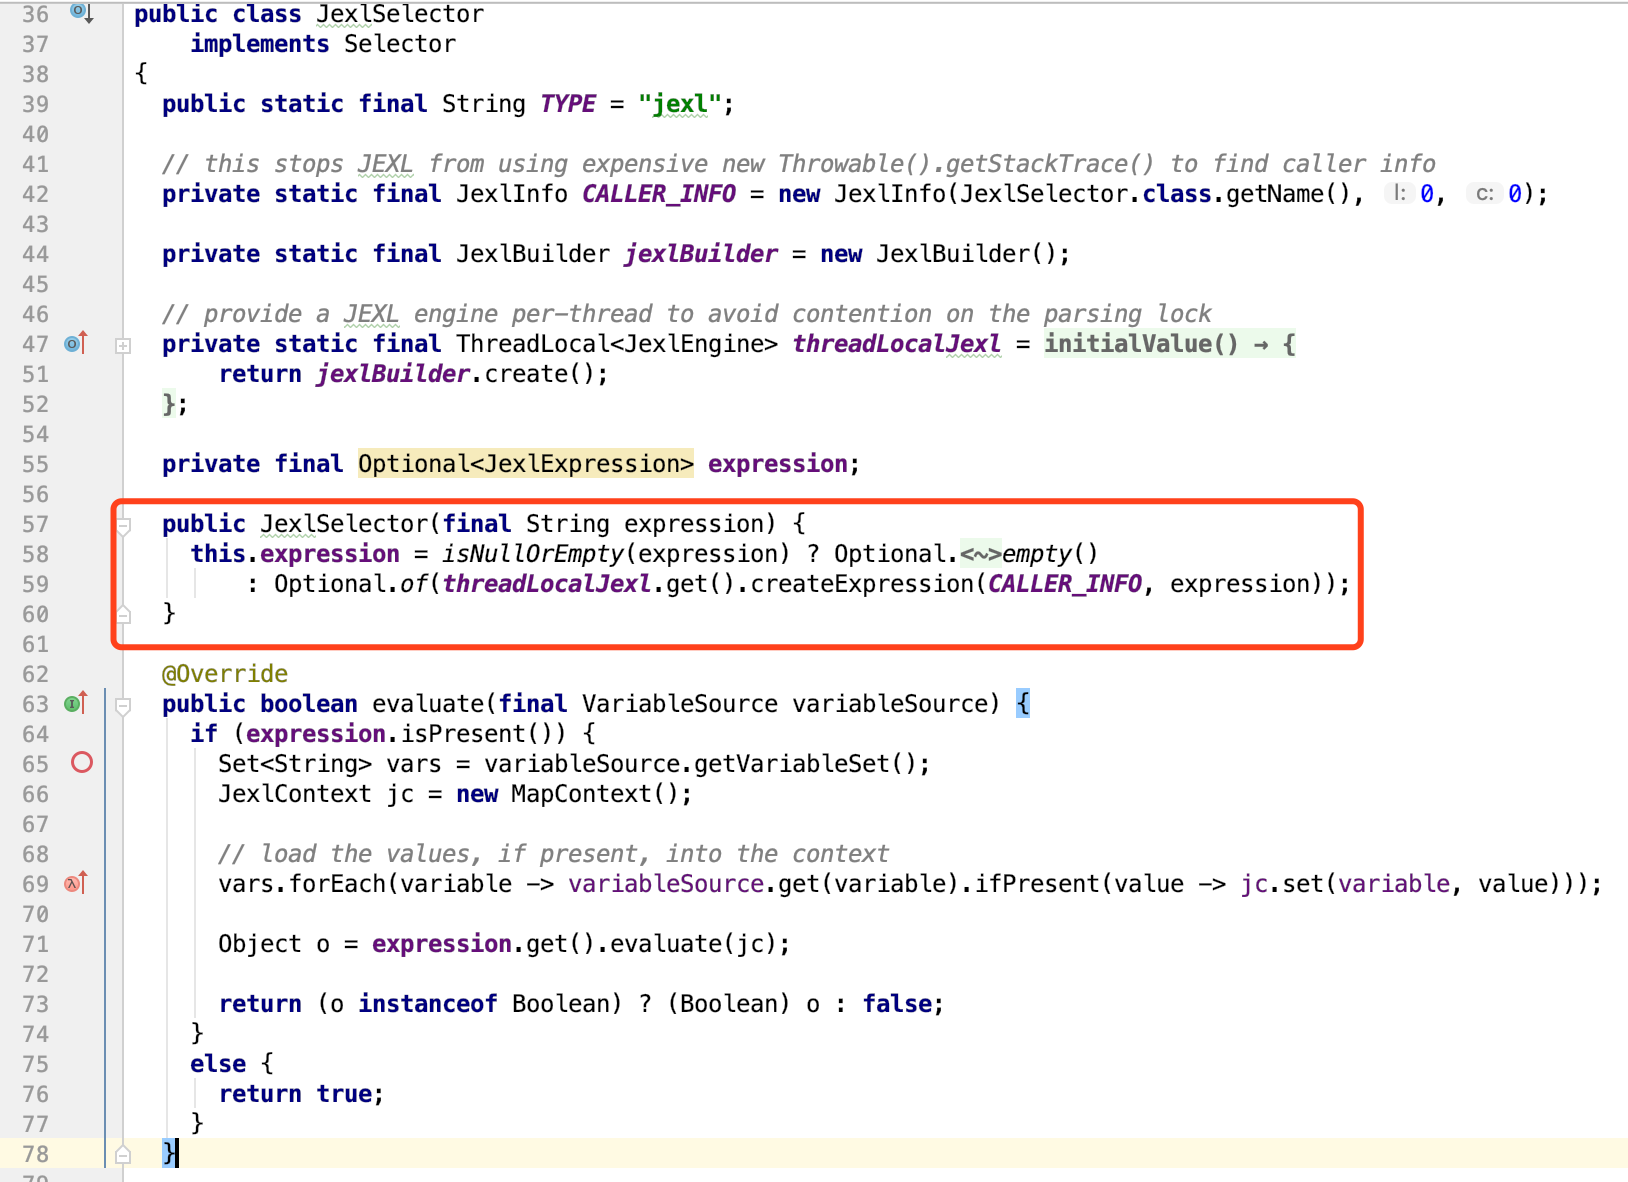 36 public class JexlSelector
37 implements Selector
38 {
39 public static final String TYPE = "jexl";
40
41 // this stops JEXL from using expensive new Throwable().getStackTrace() to find caller info
42 private static final JexlInfo CALLER_INFO = new JexlInfo(JexlSelector.class.getName(), l: 0, c: 0);
43
44 private static final JexlBuilder jexlBuilder = new JexlBuilder();
45
46 // provide a JEXL engine per-thread to avoid contention on the parsing lock
47 private static final ThreadLocal<JexlEngine> threadLocalJexl = initialValue() → {
51 return jexlBuilder.create();
52 };
54
55 private final Optional<JexlExpression> expression;
56
57 public JexlSelector(final String expression) {
58 this.expression = isNullOrEmpty(expression) ? Optional.<~>empty()
59 : Optional.of(threadLocalJexl.get().createExpression(CALLER_INFO, expression));
60 }
61
62 @Override
63 public boolean evaluate(final VariableSource variableSource) {
64 if (expression.isPresent()) {
65 Set<String> vars = variableSource.getVariableSet();
66 JexlContext jc = new MapContext();
67
68 // load the values, if present, into the context
69 vars.forEach(variable -> variableSource.get(variable).ifPresent(value -> jc.set(variable, value)));
70
71 Object o = expression.get().evaluate(jc);
72
73 return (o instanceof Boolean) ? (Boolean) o : false;
74 }
75 else {
76 return true;
77 }
78 }
79